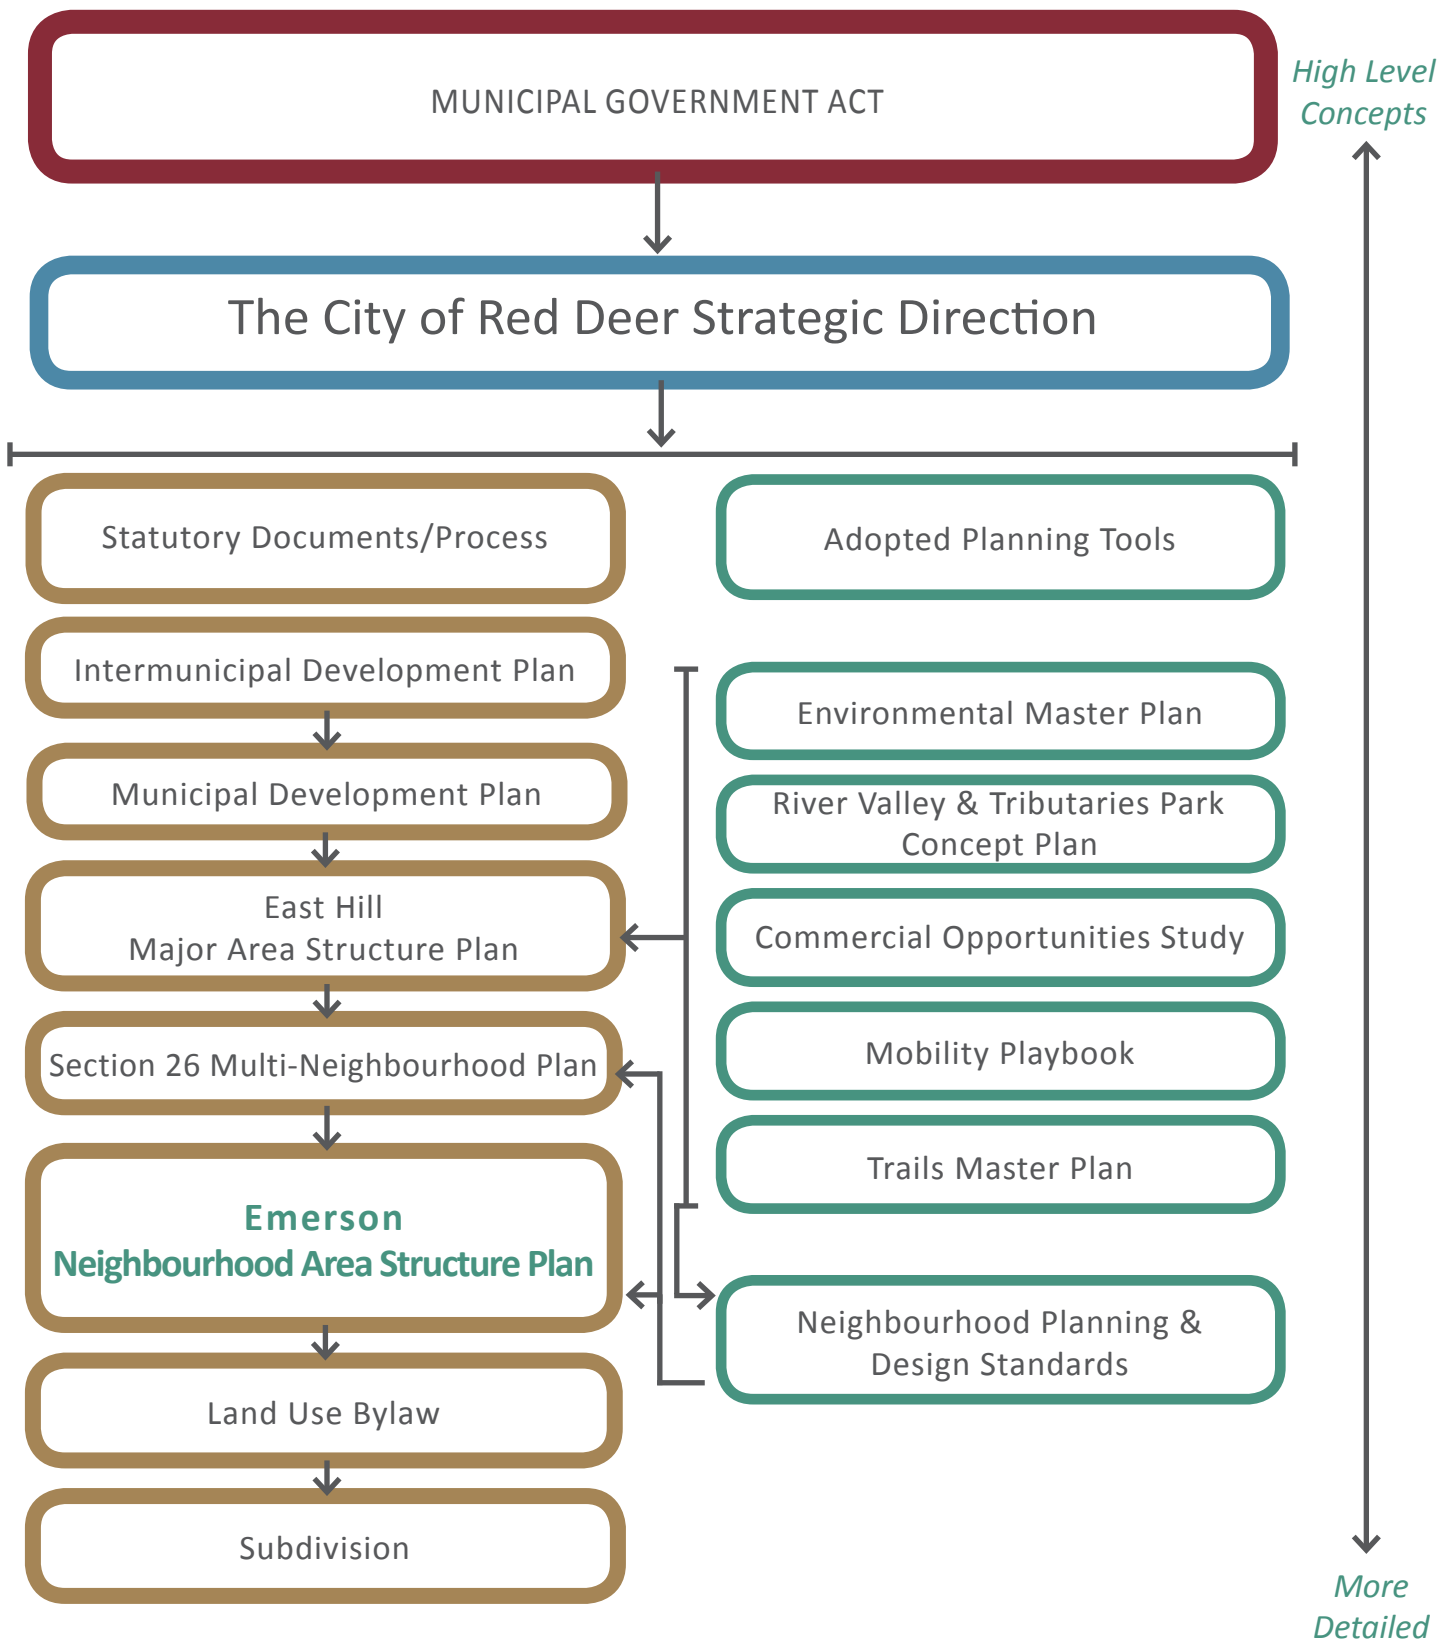 MUNICIPAL GOVERNMENT ACT
High Level
Concepts
The City of Red Deer Strategic Direction
Statutory Documents/Process
Intermunicipal Development Plan
Municipal Development Plan
East Hill
Major Area Structure Plan
Section 26 Multi-Neighbourhood Plan
Emerson
Neighbourhood Area Structure Plan
Land Use Bylaw
Subdivision
Adopted Planning Tools
Environmental Master Plan
River Valley & Tributaries Park
Concept Plan
Commercial Opportunities Study
Mobility Playbook
Trails Master Plan
Neighbourhood Planning &
Design Standards
More
Detailed